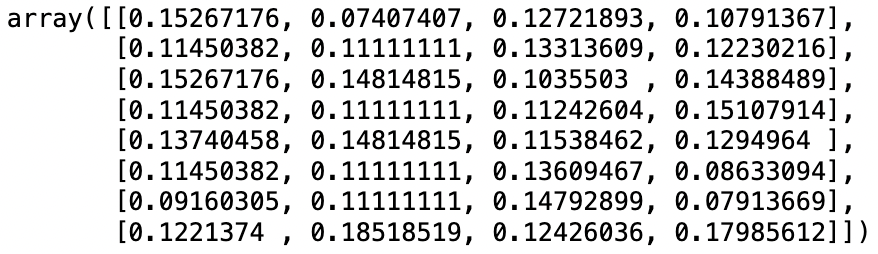 array([[0.15267176, 0.07407407, 0.12721893, 0.10791367],
[0.11450382, 0.11111111, 0.13313609, 0.12230216],
[0.15267176, 0.14814815, 0.1035503 , 0.14388489],
[0.11450382, 0.11111111, 0.11242604, 0.15107914],
[0.13740458, 0.14814815, 0.11538462, 0.1294964 ],
[0.11450382, 0.11111111, 0.13609467, 0.08633094],
[0.09160305, 0.11111111, 0.14792899, 0.07913669],
[0.1221374 , 0.18518519, 0.12426036, 0.17985612]])